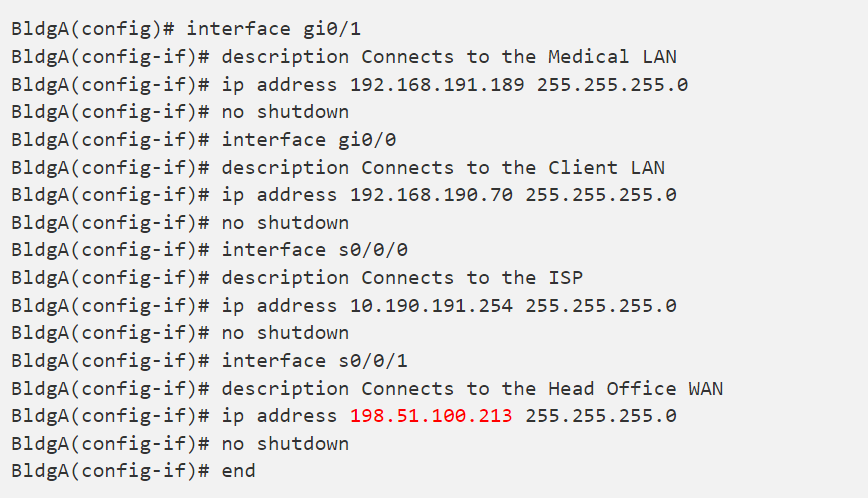 BldgA(config)# interface gi0/1
BldgA(config-if)# description Connects to the Medical LAN
BldgA(config-if)# ip address 192.168.191.189 255.255.255.0
BldgA(config-if)# no shutdown
BldgA(config-if)# interface gi0/0
BldgA(config-if)# description Connects to the Client LAN
BldgA(config-if)# ip address 192.168.190.70 255.255.255.0
BldgA(config-if)# no shutdown
BldgA(config-if)# interface s0/0/0
BldgA(config-if)# description Connects to the ISP
BldgA(config-if)# ip address 10.190.191.254 255.255.255.0
BldgA(config-if)# no shutdown
BldgA(config-if)# interface s0/0/1
BldgA(config-if)# description Connects to the Head Office WAN
BldgA(config-if)# ip address 198.51.100.213 255.255.255.0
BldgA(config-if)# no shutdown
BldgA(config-if)# end